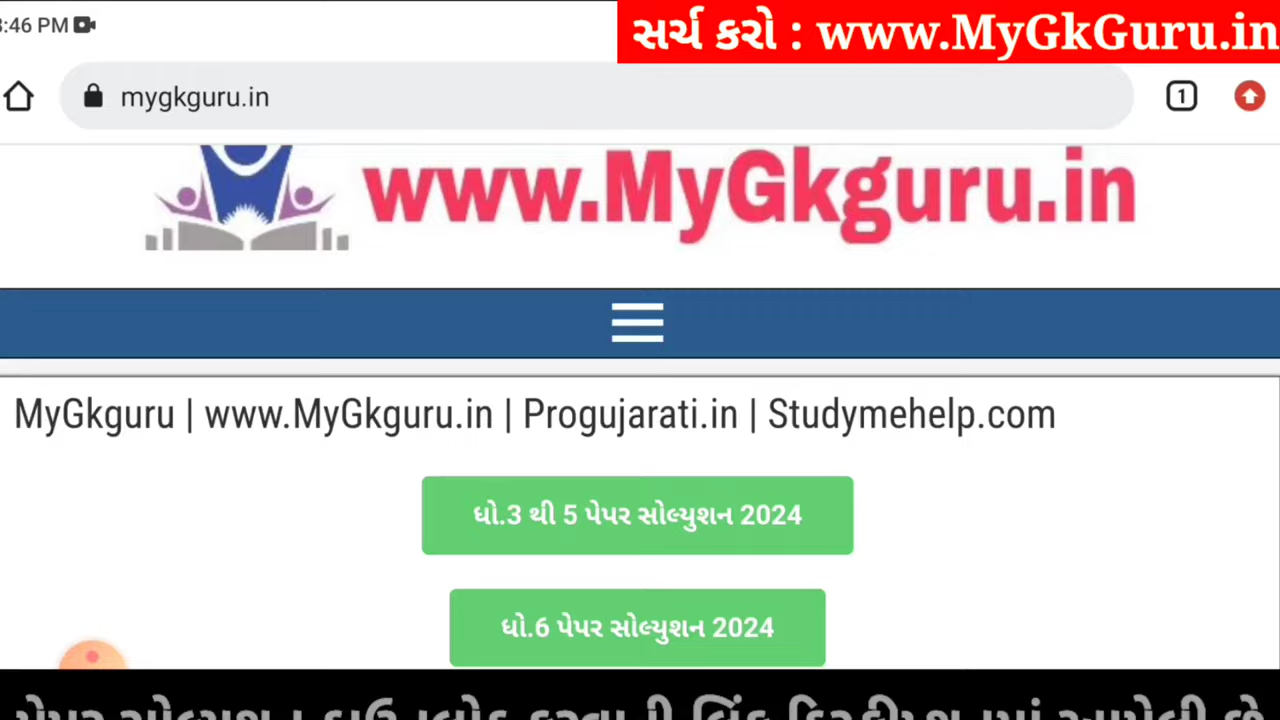 :46 PM
સર્ચ કરો : www.MyGkGuru.in
mygkguru.in
1
www.MyGkguru.in
MyGkguru | www.MyGkguru.in | Progujarati.in | Studymehelp.com
ધો.3 થી 5 પેપર સોલ્યુશન 2024
ધો.6 પેપર સોલ્યુશન 2024